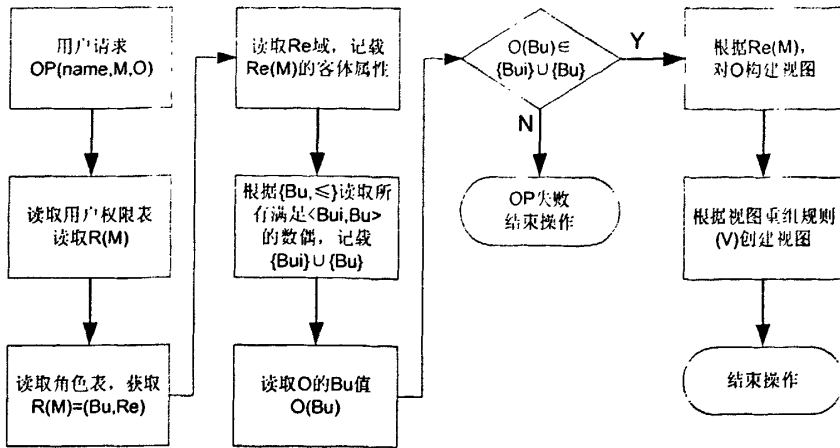 用户请求
OP(name,M,O)
读取用户权限表
读取R(M)
读取角色表，获取
R(M)=(Bu,Re)
读取Re域，记载
Re(M)的客体属性
根据{Bu,≤}读取所
有满足<Bui,Bu>
的数偶，记载
{Bui}∪{Bu}
读取O的Bu值
O(Bu)
O(Bu)∈
{Bui}∪{Bu}
Y
N
OP失败
结束操作
根据Re(M),
对O构建视图
根据视图重组规则
(V)创建视图
结束操作